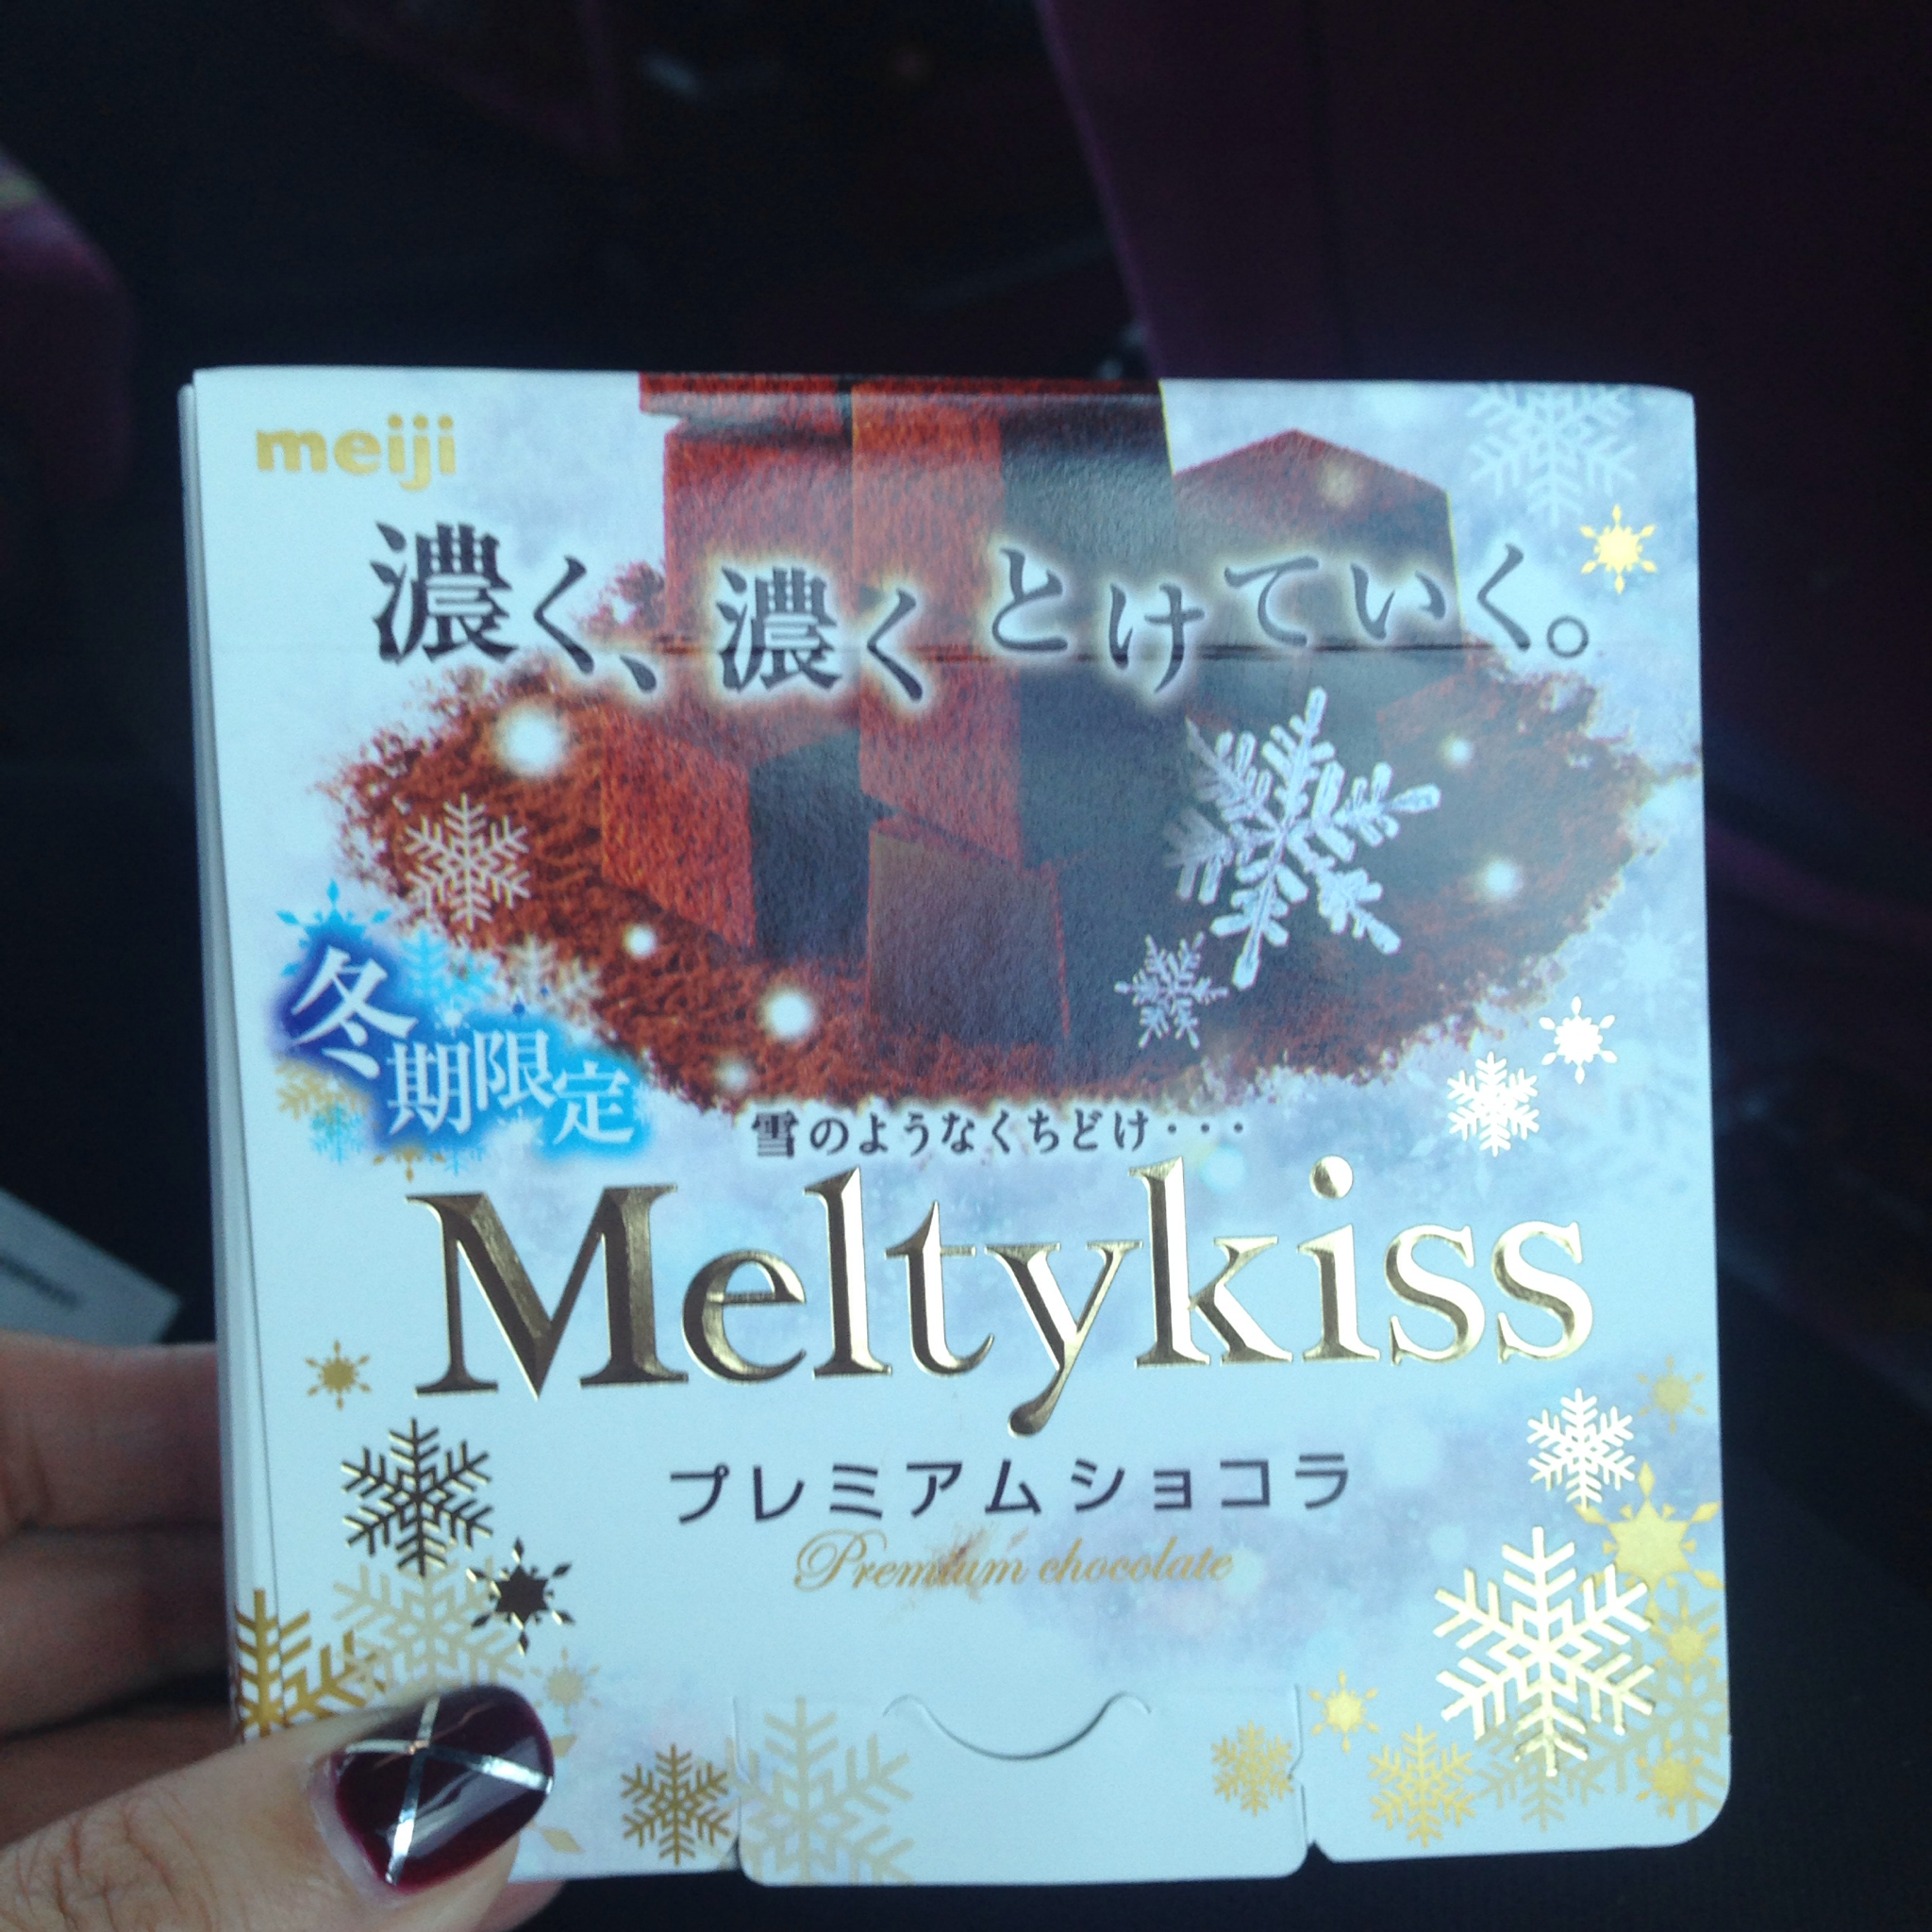 meiji
濃く、濃くとけていく。
冬期限定
雪のようなくちどけ・・・
Meltykiss
プレミアムショコラ
Premium chocolate